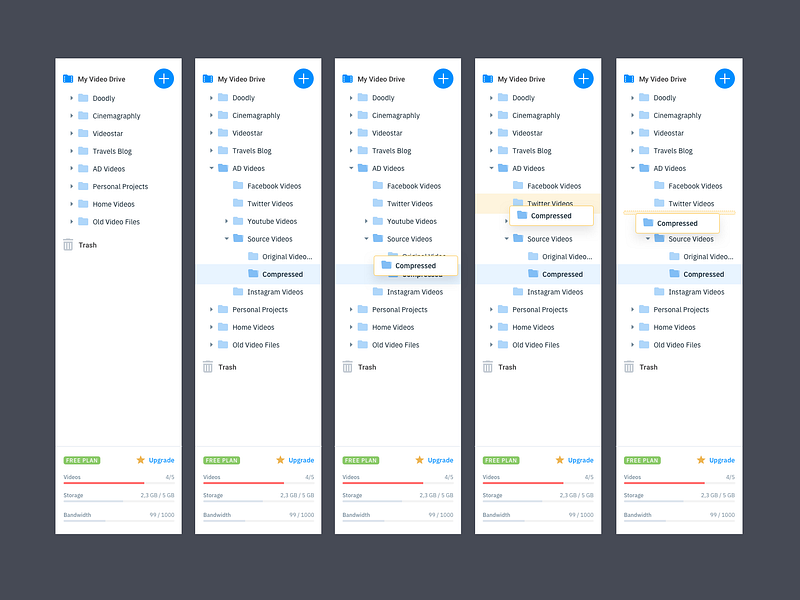 My Video Drive
Doodly
Cinemagraphly
Videostar
Travels Blog
AD Videos
Personal Projects
Home Videos
Old Video Files
Trash
FREE PLAN
Upgrade
Videos 4/5
Storage 2,3 GB / 5 GB
Bandwidth 99 / 1000
My Video Drive
Doodly
Cinemagraphly
Videostar
Travels Blog
AD Videos
Facebook Videos
Twitter Videos
Youtube Videos
Source Videos
Original Video...
Compressed
Instagram Videos
Personal Projects
Home Videos
Old Video Files
Trash
FREE PLAN
Upgrade
Videos 4/5
Storage 2,3 GB / 5 GB
Bandwidth 99 / 1000
My Video Drive
Doodly
Cinemagraphly
Videostar
Travels Blog
AD Videos
Facebook Videos
Twitter Videos
Youtube Videos
Source Videos
Original Video...
Compressed
Compressed
Instagram Videos
Personal Projects
Home Videos
Old Video Files
Trash
FREE PLAN
Upgrade
Videos 4/5
Storage 2,3 GB / 5 GB
Bandwidth 99 / 1000
My Video Drive
Doodly
Cinemagraphly
Videostar
Travels Blog
AD Videos
Facebook Videos
Twitter Videos
Compressed
Source Videos
Original Video...
Compressed
Instagram Videos
Personal Projects
Home Videos
Old Video Files
Trash
FREE PLAN
Upgrade
Videos 4/5
Storage 2,3 GB / 5 GB
Bandwidth 99 / 1000
My Video Drive
Doodly
Cinemagraphly
Videostar
Travels Blog
AD Videos
Facebook Videos
Twitter Videos
Compressed
Source Videos
Original Video...
Compressed
Instagram Videos
Personal Projects
Home Videos
Old Video Files
Trash
FREE PLAN
Upgrade
Videos 4/5
Storage 2,3 GB / 5 GB
Bandwidth 99 / 1000